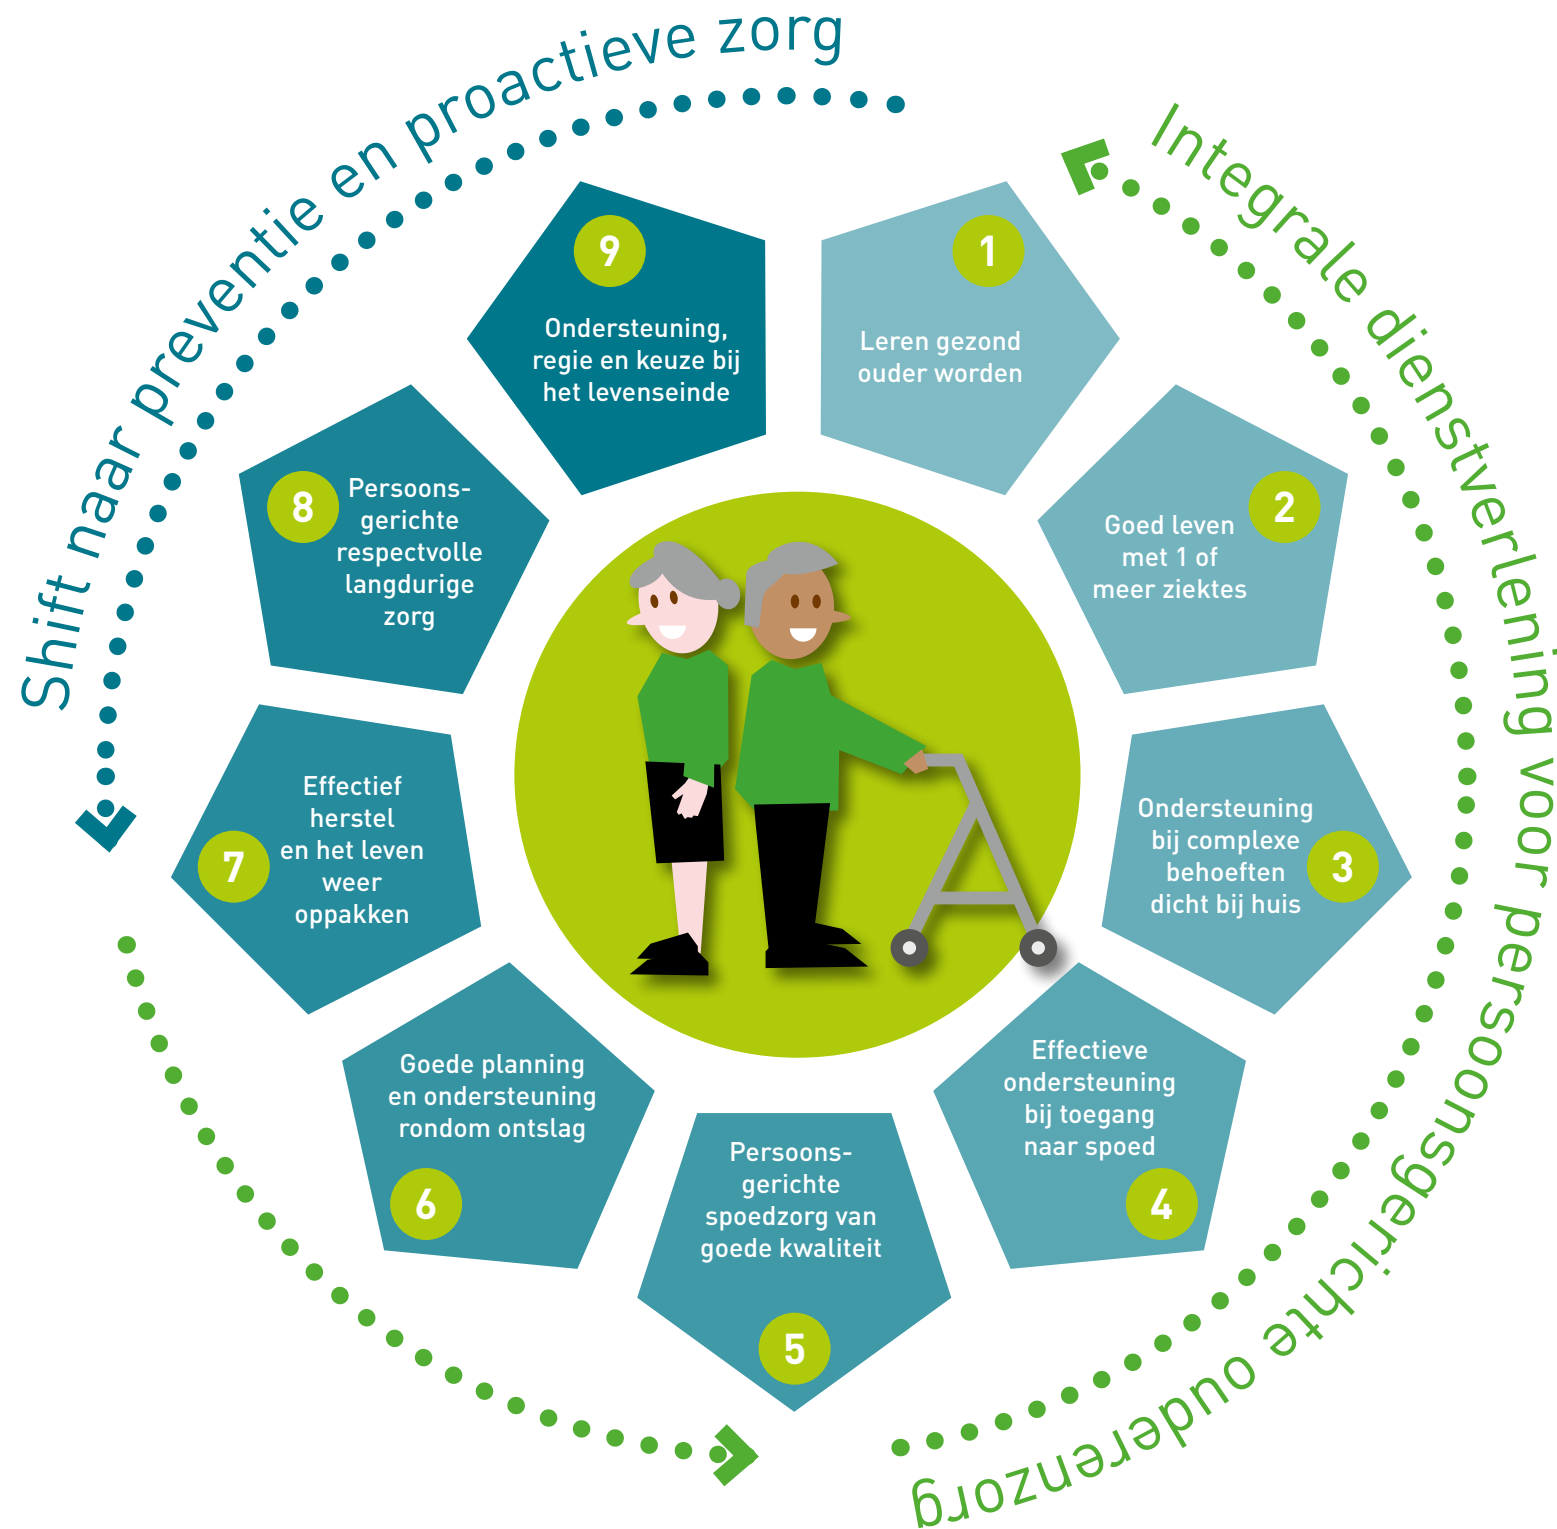 Shift naar preventie en proactieve zorg
Integrale dienstverlening voor persoonsgerichte ouderenzorg
1
Leren gezond
ouder worden
2
Goed leven
met 1 of
meer ziektes
3
Ondersteuning
bij complexe
behoeften
dicht bij huis
4
Effectieve
ondersteuning
bij toegang
naar spoed
5
Persoons-
gerichte
spoedzorg van
goede kwaliteit
6
Goede planning
en ondersteuning
rondom ontslag
7
Effectief
herstel
en het leven
weer
oppakken
8
Persoons-
gerichte
respectvolle
langdurige
zorg
9
Ondersteuning,
regie en keuze bij
het levenseinde